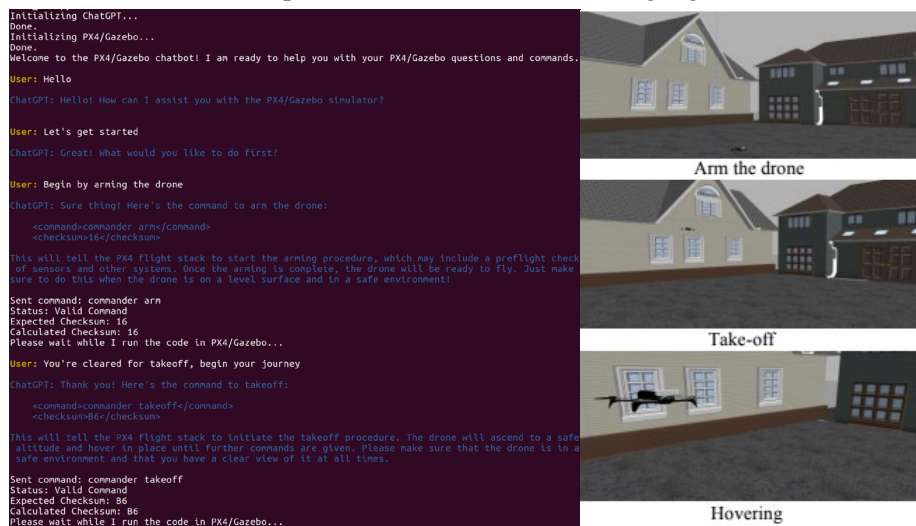 Initializing ChatGPT...
Done.
Initializing PX4/Gazebo...
Done.
Welcome to the PX4/Gazebo chatbot! I am ready to help you with your PX4/Gazebo questions and commands.
User: Hello
ChatGPT: Hello! How can I assist you with the PX4/Gazebo simulator?
User: Let's get started
ChatGPT: Great! What would you like to do first?
User: Begin by arming the drone
ChatGPT: Sure thing! Here's the command to arm the drone:
<command>commander arm</command>
<checksum>16</checksum>
This will tell the PX4 flight stack to start the arming procedure, which may include a preflight check
of sensors and other systems. Once the arming is complete, the drone will be ready to fly. Just make
sure to do this when the drone is on a level surface and in a safe environment!
Sent command: commander arm
Status: Valid Command
Expected Checksum: 16
Calculated Checksum: 16
Please wait while I run the code in PX4/Gazebo...
User: You're cleared for takeoff, begin your journey
ChatGPT: Thank you! Here's the command to takeoff:
<command>commander takeoff</command>
<checksum>B6</checksum>
This will tell the PX4 flight stack to initiate the takeoff procedure. The drone will ascend to a safe
altitude and hover in place until further commands are given. Please make sure that the drone is in a
safe environment and that you have a clear view of it at all times.
Sent command: commander takeoff
Status: Valid Command
Expected Checksum: B6
Calculated Checksum: B6
Please wait while I run the code in PX4/Gazebo...
Arm the drone
Take-off
Hovering